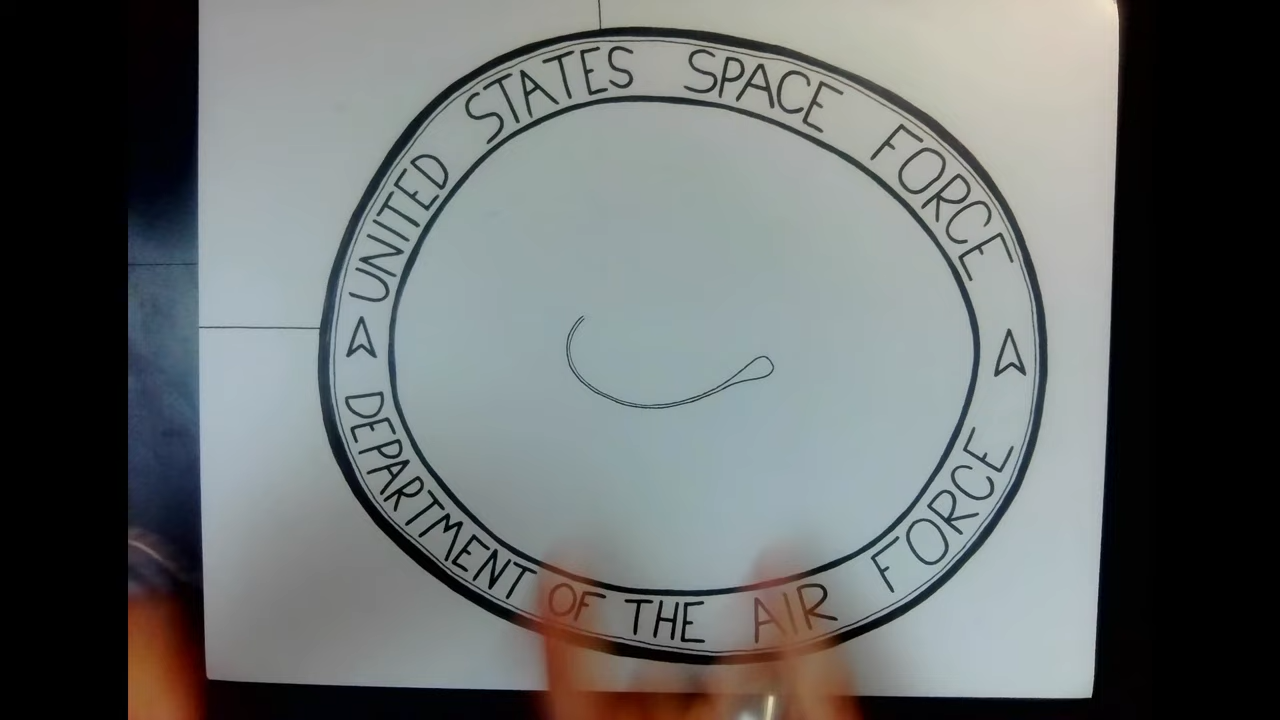 UNITED STATES SPACE FORCE
DEPARTMENT OF THE AIR FORCE